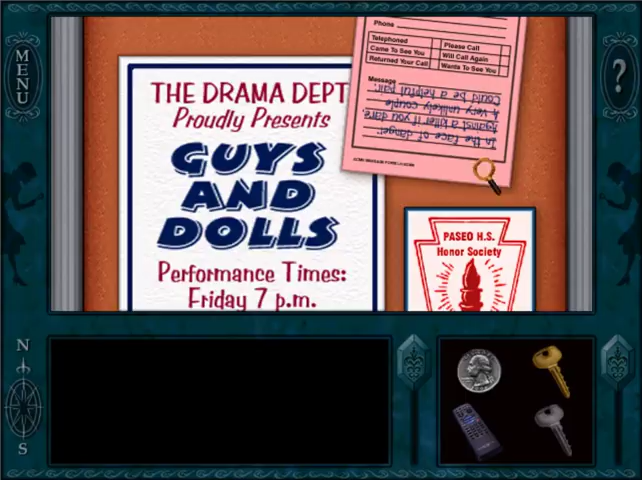 MENU
?
THE DRAMA DEPT
Proudly Presents
GUYS
AND
DOLLS
Performance Times:
Friday 7 p.m.
Phone
Telephoned
Please Call
Came To See You
Will Call Again
Returned Your Call
Wants To See You
Message
In the face of danger,
Against a killer if you dare,
A very unlikely couple
Could be a helpful pair.
PASEO H.S.
Honor Society
N
S